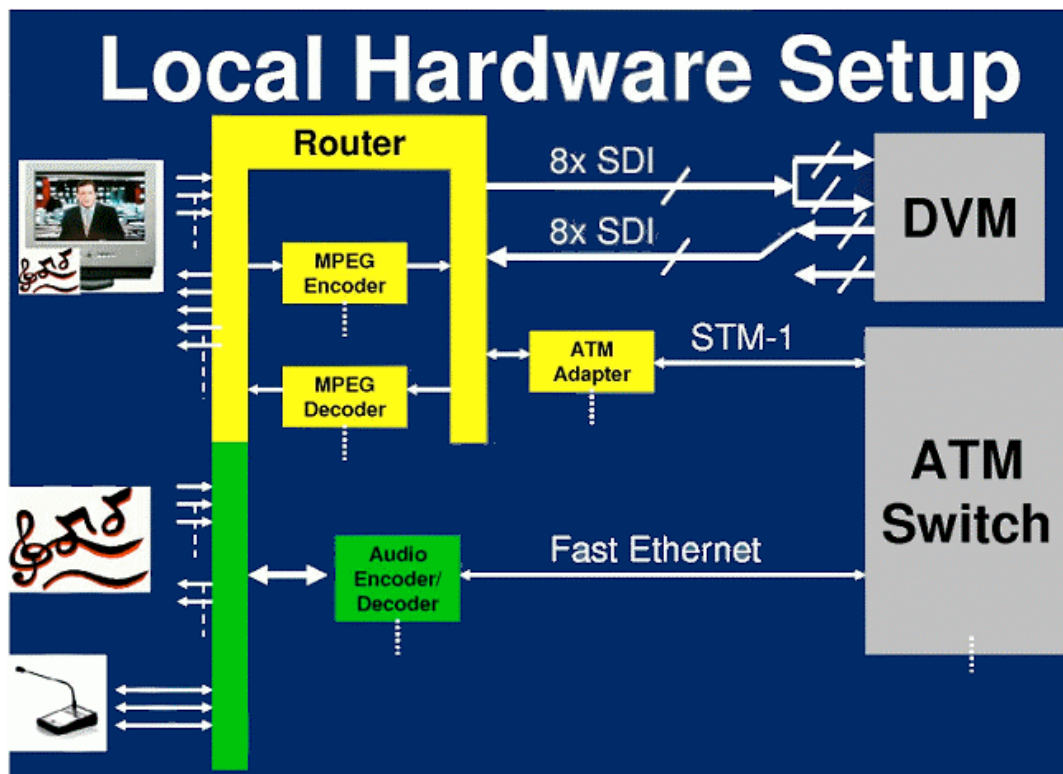 Local Hardware Setup
Router
8x SDI
8x SDI
DVM
MPEG
Encoder
STM-1
ATM
Adapter
MPEG
Decoder
ATM
Switch
Fast Ethernet
Audio
Encoder/
Decoder